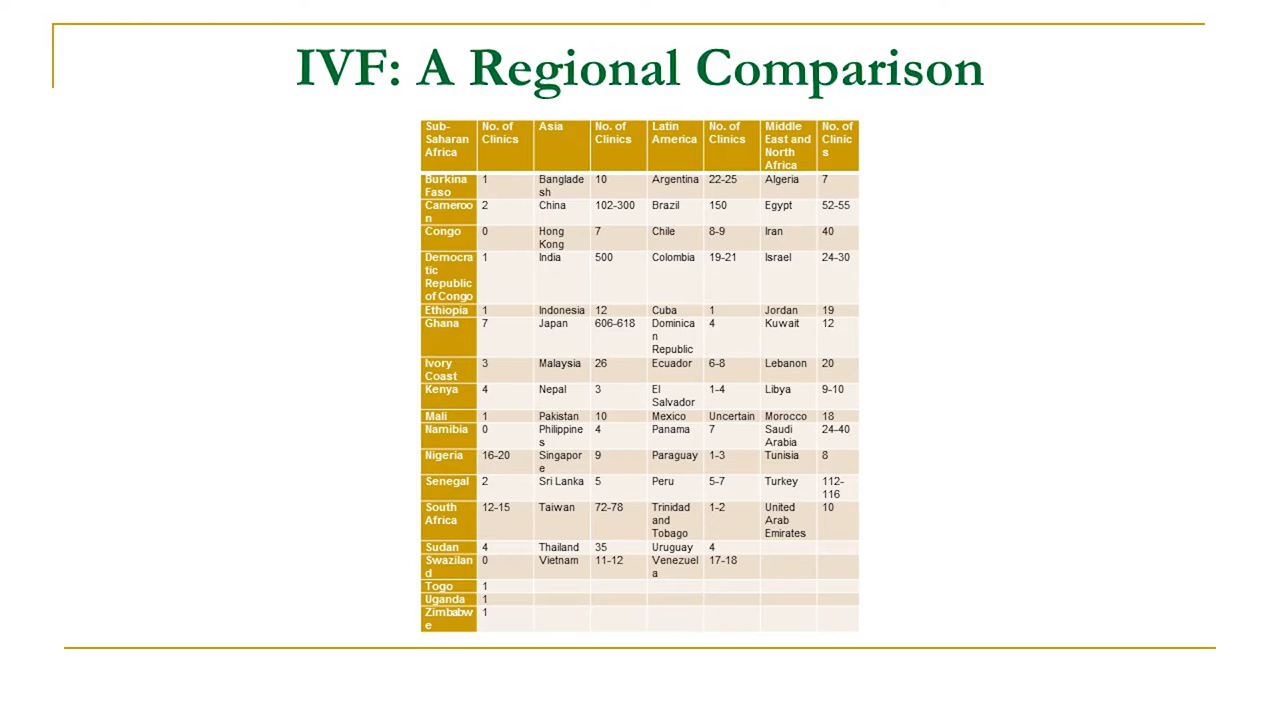 IVF: A Regional Comparison
Sub-Saharan Africa No. of Clinics Asia No. of Clinics Latin America No. of Clinics Middle East and North Africa No. of Clinics
Burkina Faso 1 Bangladesh 10 Argentina 22-25 Algeria 7
Cameroon 2 China 102-300 Brazil 150 Egypt 52-55
Congo 0 Hong Kong 7 Chile 8-9 Iran 40
Democratic Republic of Congo 1 India 500 Colombia 19-21 Israel 24-30
Ethiopia 1 Indonesia 12 Cuba 1 Jordan 19
Ghana 7 Japan 606-618 Dominican Republic 4 Kuwait 12
Ivory Coast 3 Malaysia 26 Ecuador 6-8 Lebanon 20
Kenya 4 Nepal 3 El Salvador 1-4 Libya 9-10
Mali 1 Pakistan 10 Mexico Uncertain Morocco 18
Namibia 0 Philippines 4 Panama 7 Saudi Arabia 24-40
Nigeria 16-20 Singapore 9 Paraguay 1-3 Tunisia 8
Senegal 2 Sri Lanka 5 Peru 5-7 Turkey 112-116
South Africa 12-15 Taiwan 72-78 Trinidad and Tobago 1-2 United Arab Emirates 10
Sudan 4 Thailand 35 Uruguay 4
Swaziland 0 Vietnam 11-12 Venezuela 17-18
Togo 1
Uganda 1
Zimbabwe 1